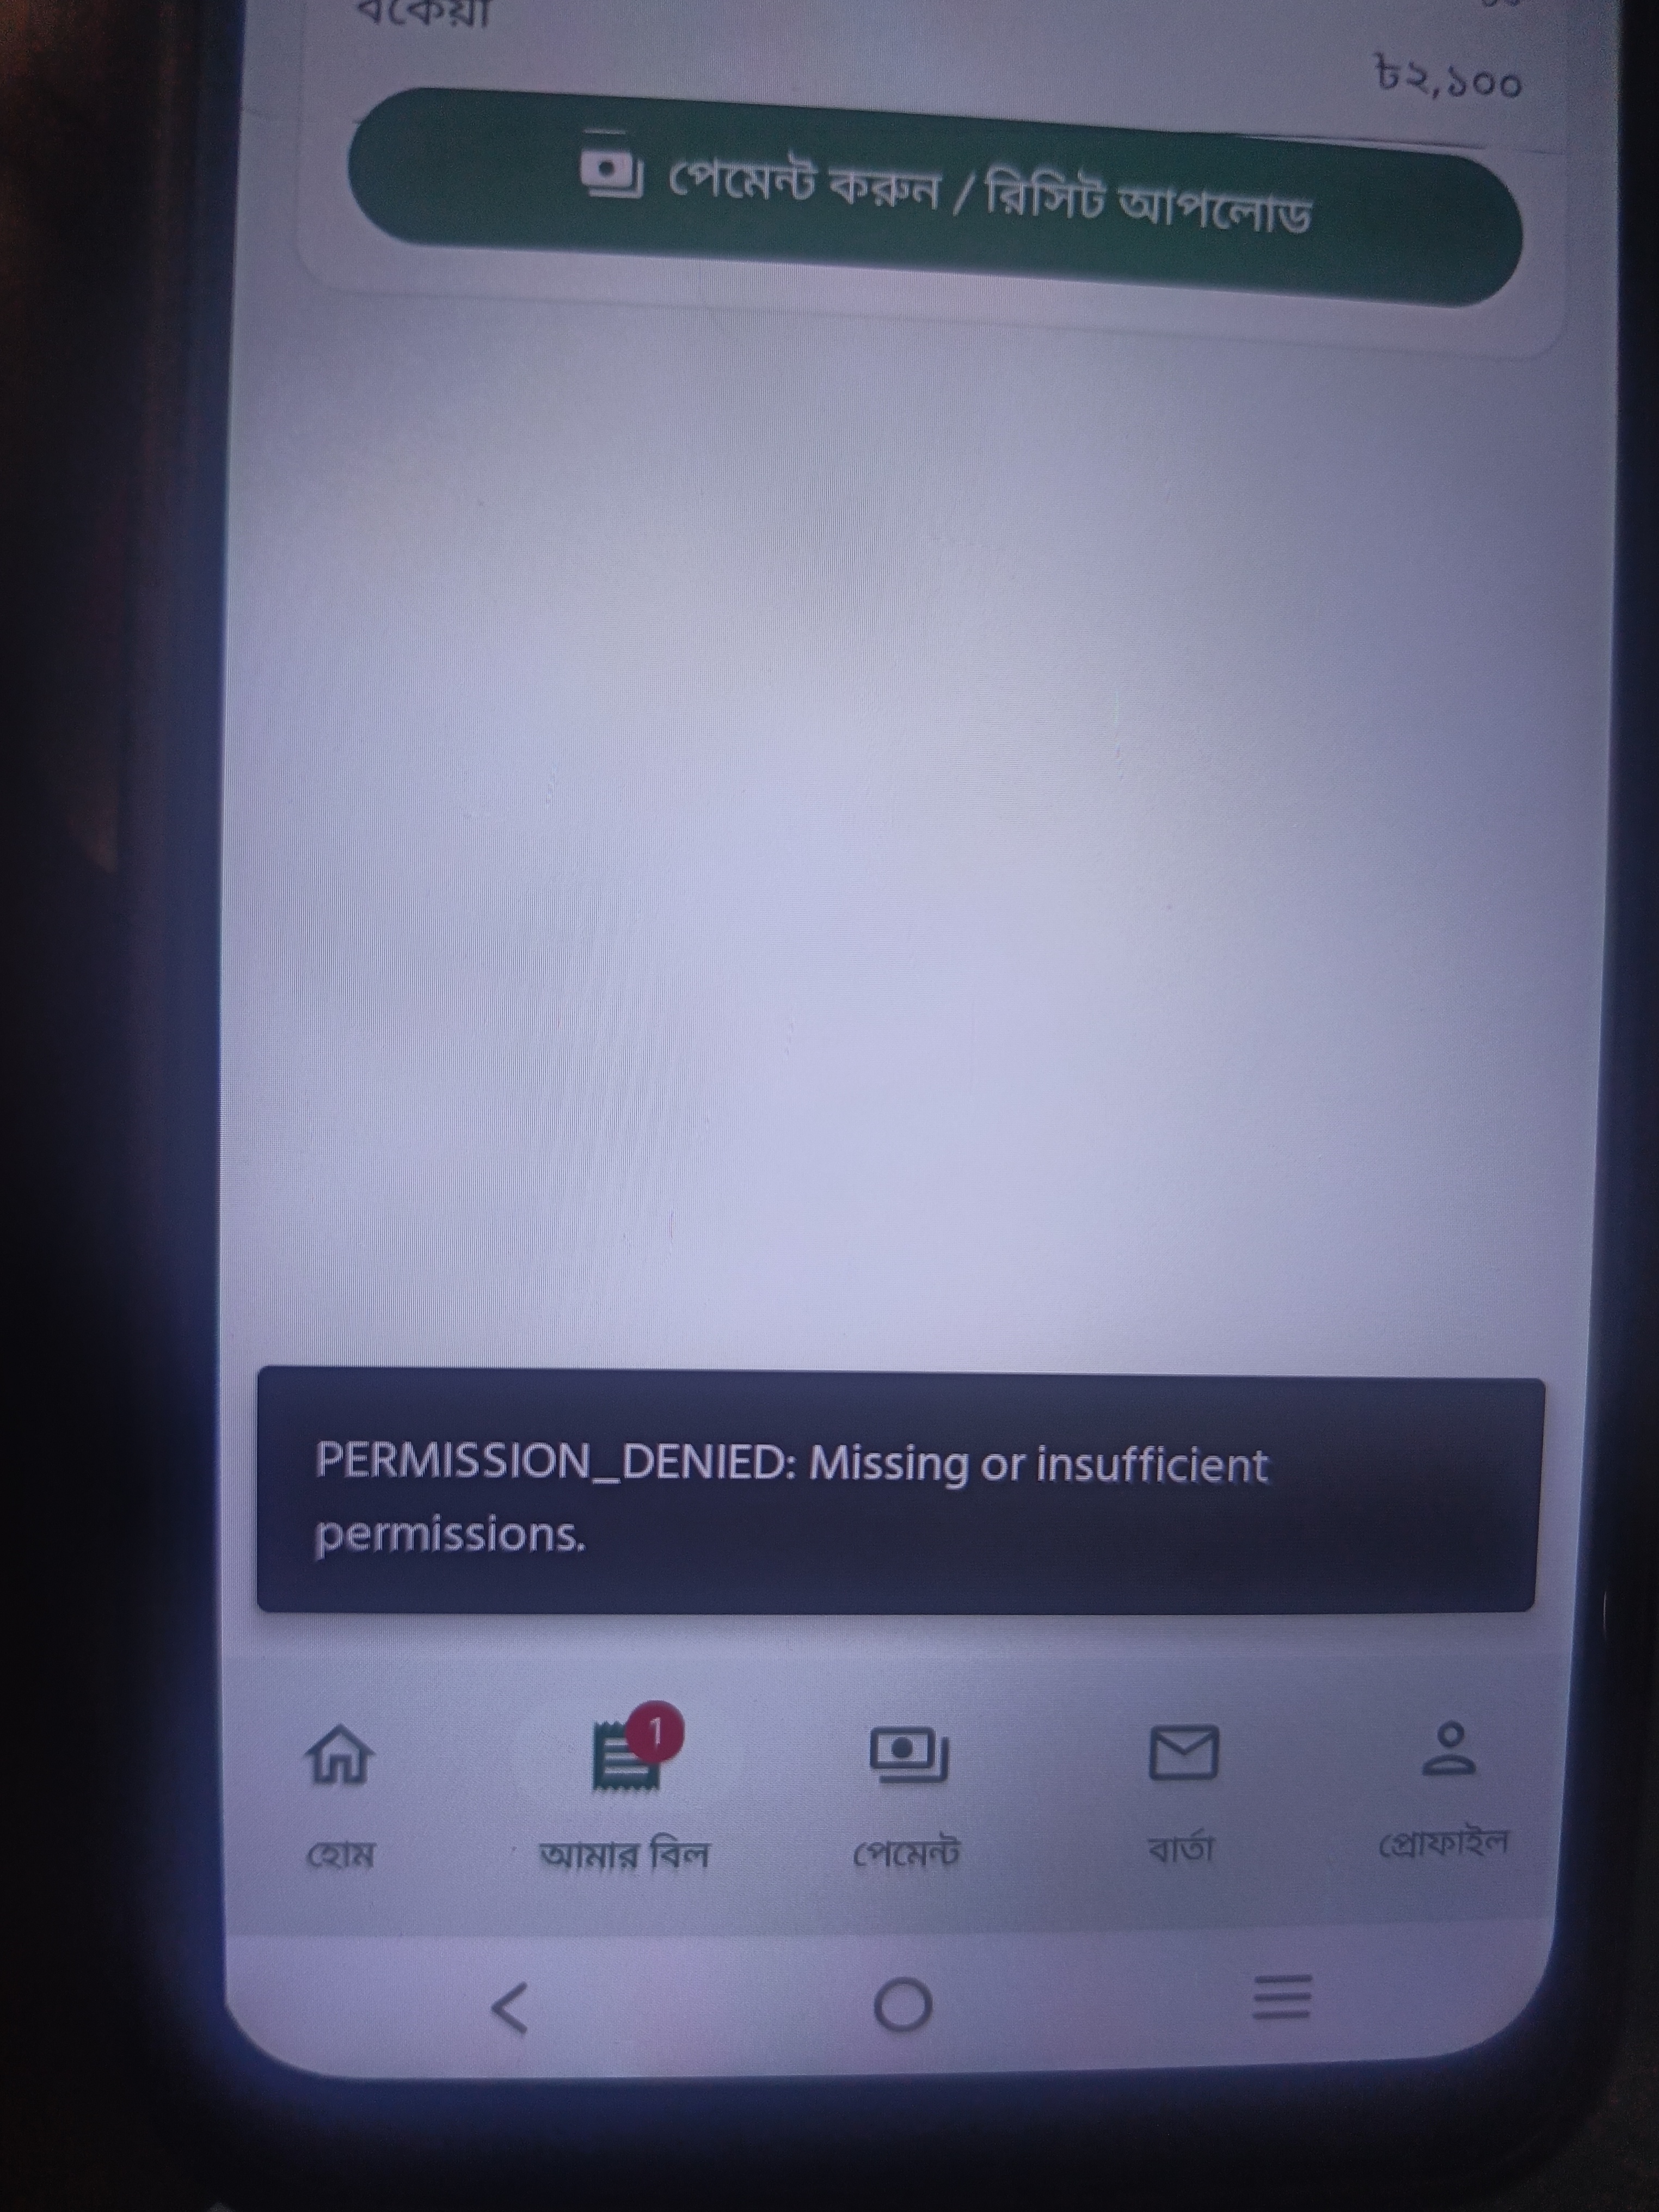 বকেয়া
৳২,১০০
পেমেন্ট করুন / রিসিট আপলোড
PERMISSION_DENIED: Missing or insufficient
permissions.
1
হোম
আমার বিল
পেমেন্ট
বার্তা
প্রোফাইল